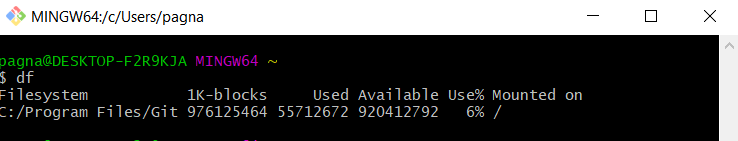 MINGW64:/c/Users/pagna
pagna@DESKTOP-F2R9KJA MINGW64 ~
$ df
Filesystem           1K-blocks     Used Available Use% Mounted on
C:/Program Files/Git 976125464 55712672 920412792   6% /